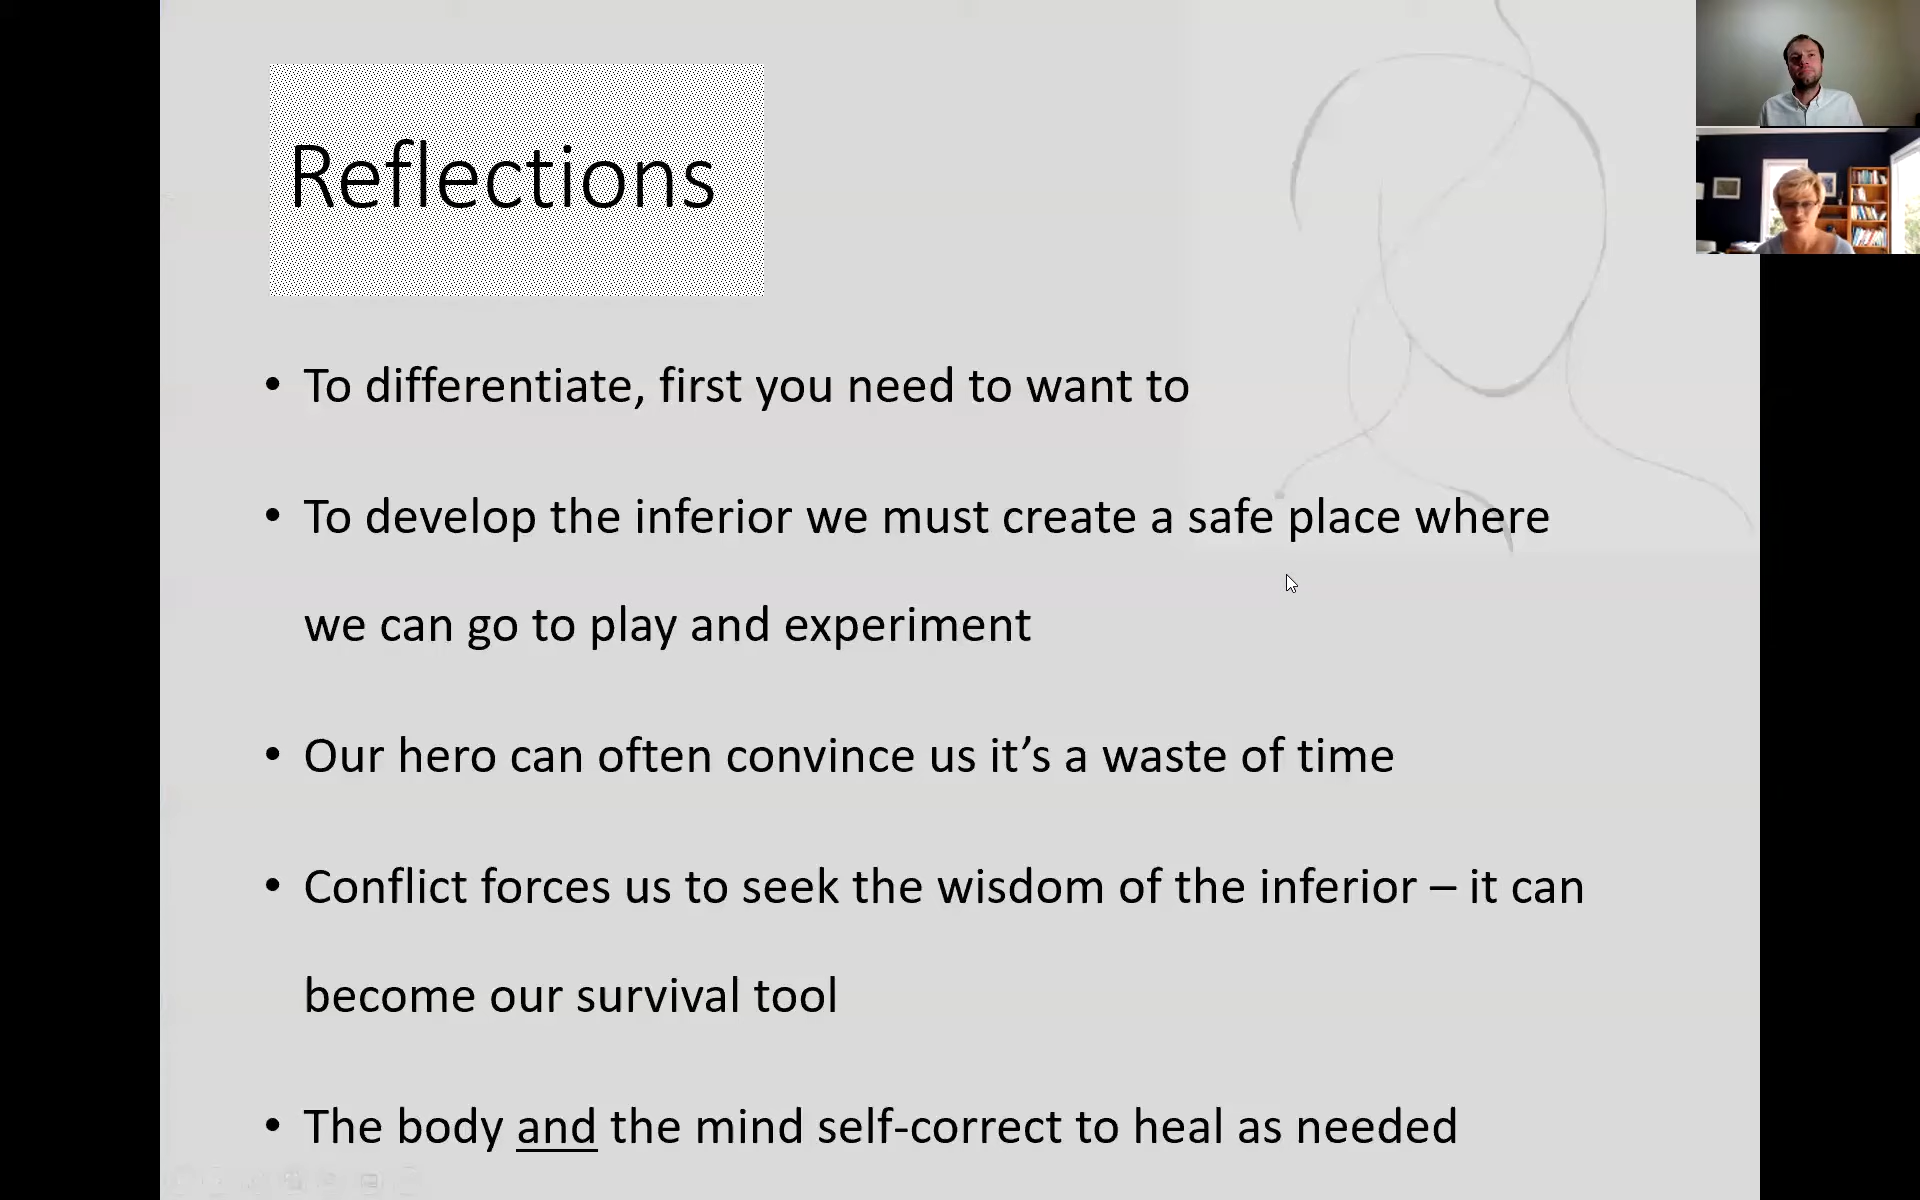 Reflections
• To differentiate, first you need to want to
• To develop the inferior we must create a safe place where
we can go to play and experiment
• Our hero can often convince us it’s a waste of time
• Conflict forces us to seek the wisdom of the inferior – it can
become our survival tool
• The body and the mind self-correct to heal as needed